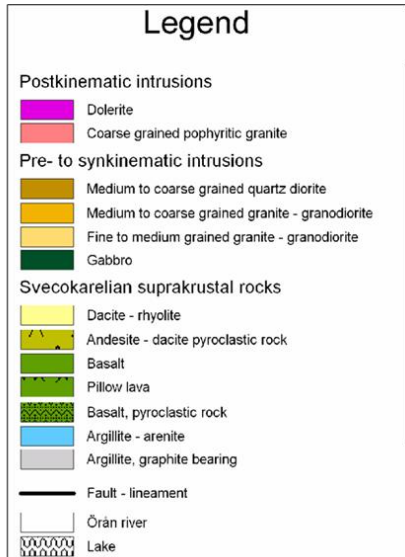 Legend
Postkinematic intrusions
Dolerite
Coarse grained pophyritic granite
Pre- to synkinematic intrusions
Medium to coarse grained quartz diorite
Medium to coarse grained granite - granodiorite
Fine to medium grained granite - granodiorite
Gabbro
Svecokarelian suprakrustal rocks
Dacite - rhyolite
Andesite - dacite pyroclastic rock
Basalt
Pillow lava
Basalt, pyroclastic rock
Argillite - arenite
Argillite, graphite bearing
Fault - lineament
Örån river
Lake